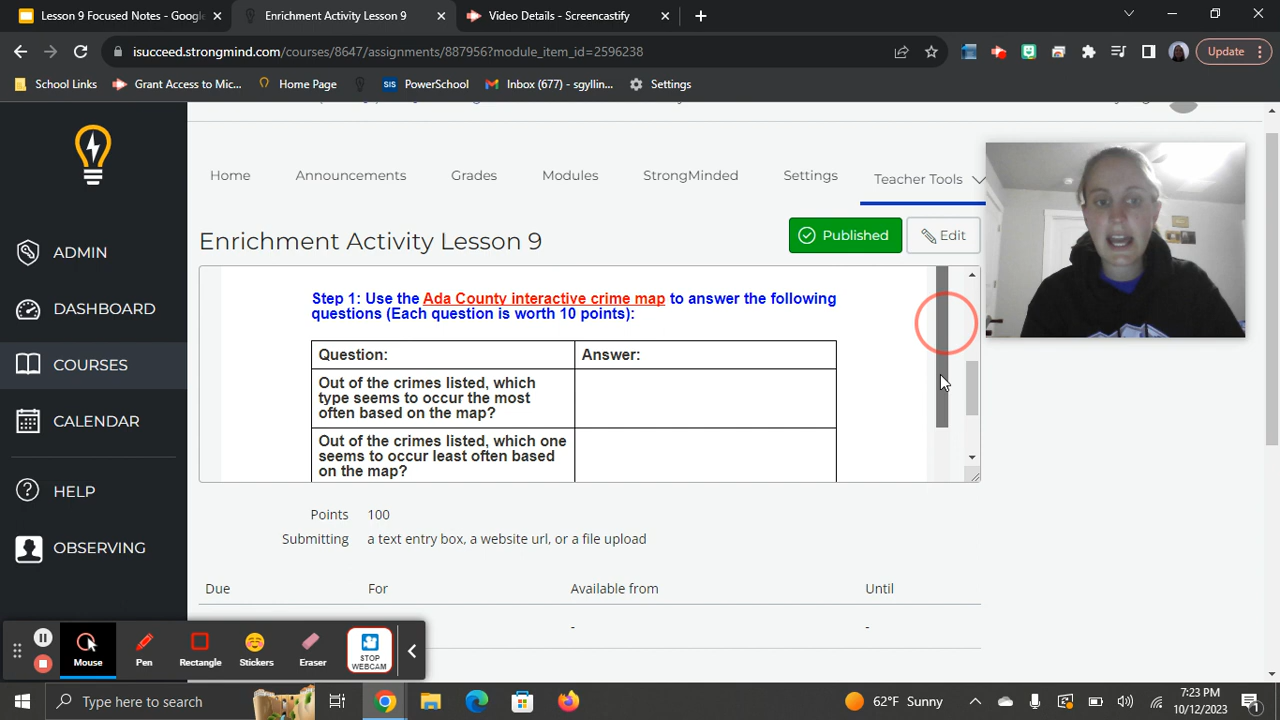 Lesson 9 Focused Notes - Google
Enrichment Activity Lesson 9
Video Details - Screencastify
isucceed.strongmind.com/courses/8647/assignments/887956?module_item_id=2596238
Update
School Links
Grant Access to Mic...
Home Page
SIS
PowerSchool
Inbox (677) - sgyllin...
Settings
Home
Announcements
Grades
Modules
StrongMinded
Settings
Teacher Tools
ADMIN
DASHBOARD
COURSES
CALENDAR
HELP
OBSERVING
Enrichment Activity Lesson 9
Published
Edit
Step 1: Use the Ada County interactive crime map to answer the following
questions (Each question is worth 10 points):
Question:
Answer:
Out of the crimes listed, which
type seems to occur the most
often based on the map?
Out of the crimes listed, which one
seems to occur least often based
on the map?
Points 100
Submitting a text entry box, a website url, or a file upload
Due
For
Available from
Until
-
-
Mouse
Pen
Rectangle
Stickers
Eraser
STOP
WEBCAM
Type here to search
62°F Sunny
7:23 PM
10/12/2023
1